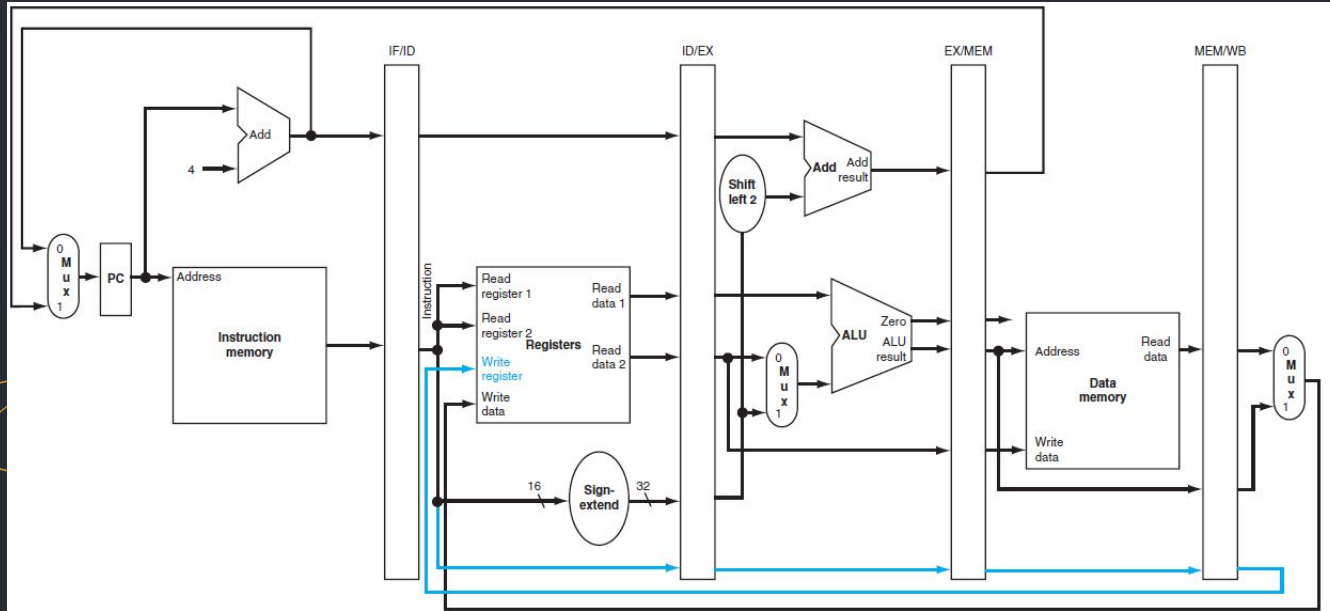 IF/ID
ID/EX
EX/MEM
MEM/WB
Add
4
Shift
left 2
Add
Add
result
0
M
u
x
1
PC
Address
Instruction
memory
Instruction
Read
register 1
Read
register 2
Write
register
Write
data
Registers
Read
data 1
Read
data 2
0
M
u
x
1
ALU
Zero
ALU
result
Address
Read
data
Data
memory
Write
data
0
M
u
x
1
16
Sign-
extend
32